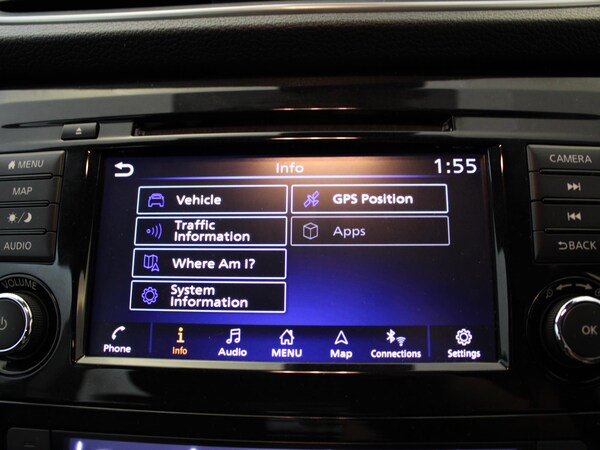 Info
1:55
MENU
MAP
AUDIO
VOLUME
Vehicle
GPS Position
Traffic
Information
Apps
Where Am I?
System
Information
Phone
Info
Audio
MENU
Map
Connections
Settings
CAMERA
BACK
OK